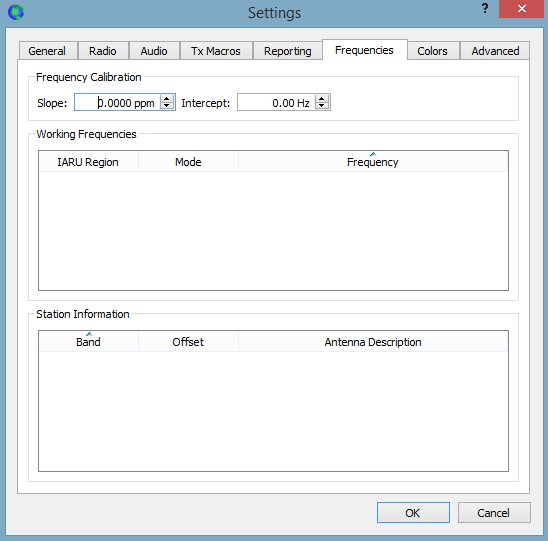 Settings
?
General Radio Audio Tx Macros Reporting Frequencies Colors Advanced
Frequency Calibration
Slope: 0.0000 ppm Intercept: 0.00 Hz
Working Frequencies
IARU Region Mode Frequency
Station Information
Band Offset Antenna Description
OK Cancel